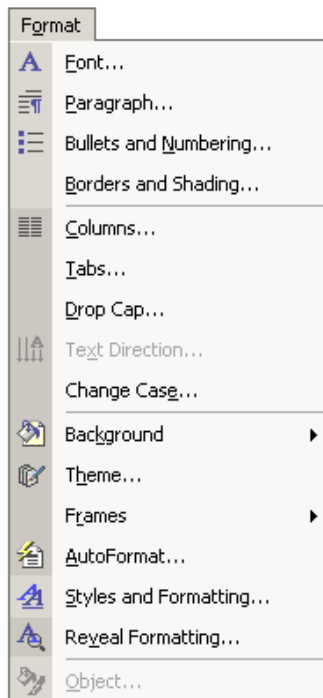 Format
Font...
Paragraph...
Bullets and Numbering...
Borders and Shading...
Columns...
Tabs...
Drop Cap...
Text Direction...
Change Case...
Background
Theme...
Frames
AutoFormat...
Styles and Formatting...
Reveal Formatting...
Object...